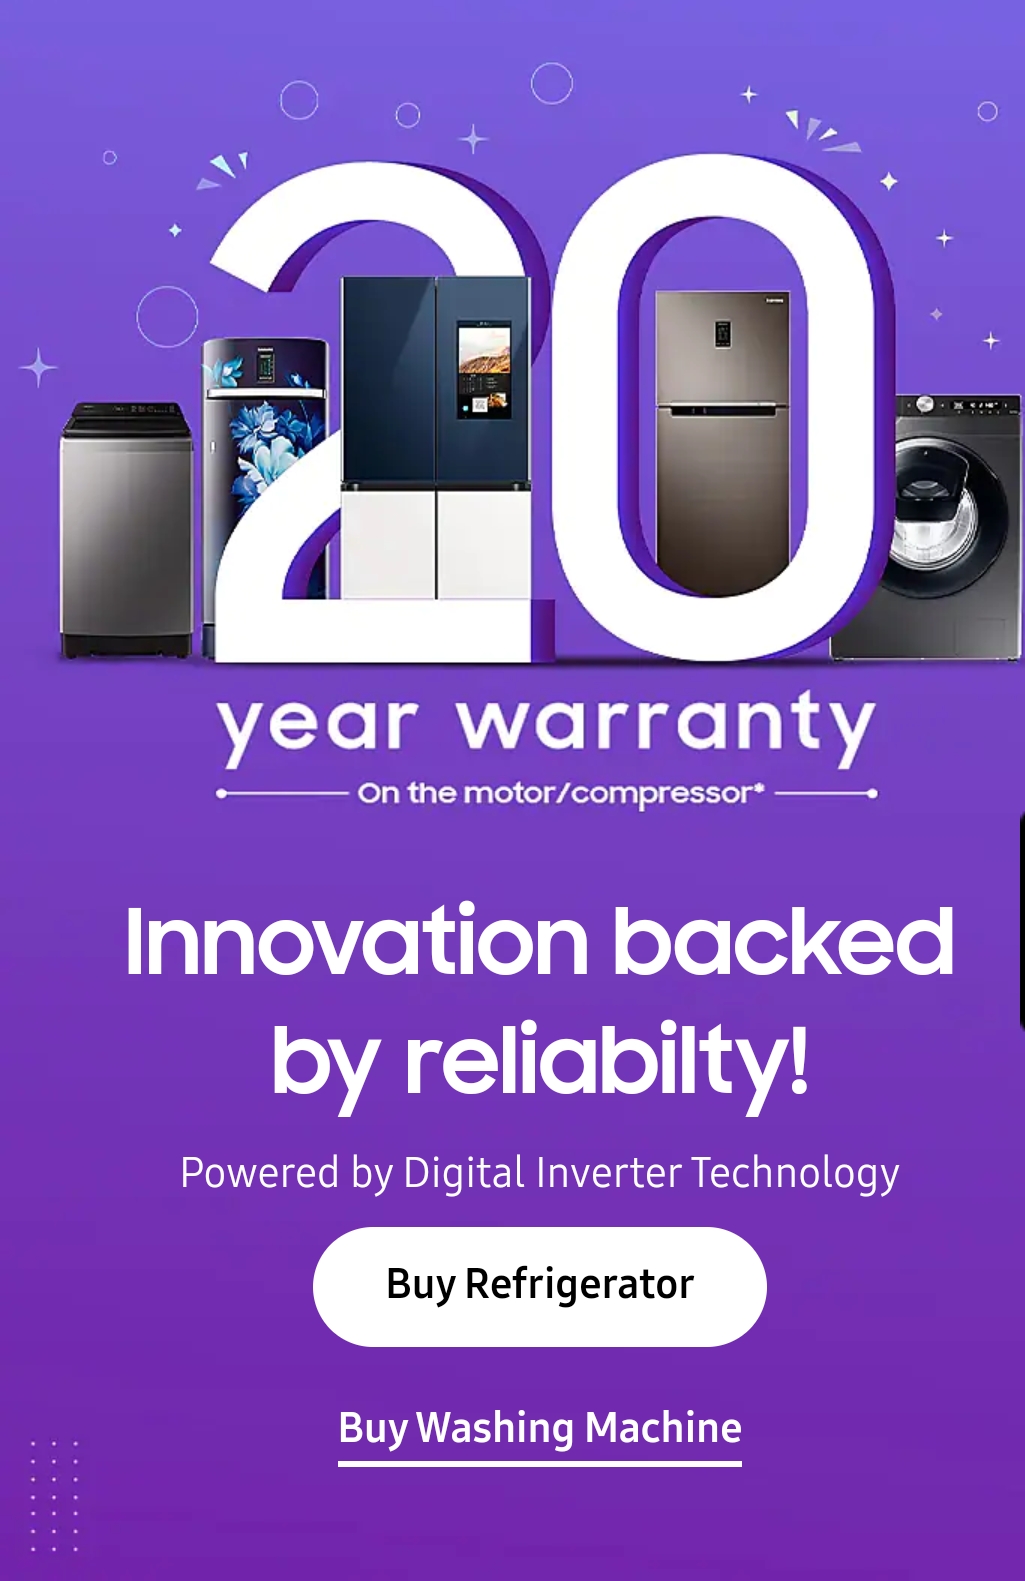 20
year warranty
On the motor/compressor*
Innovation backed
by reliabilty!
Powered by Digital Inverter Technology
Buy Refrigerator
Buy Washing Machine